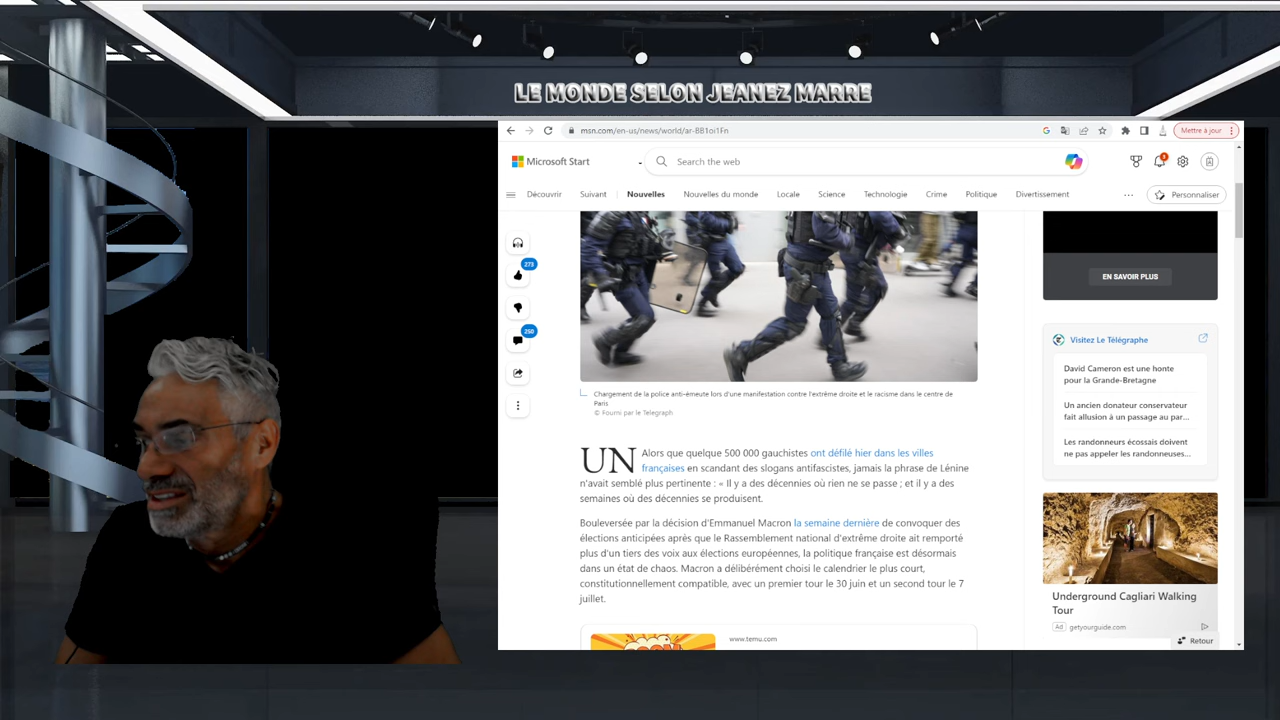 LE MONDE SELON JEANEZ MARRE
msn.com/en-us/news/world/ar-BB1oi1Fn
Mettre à jour
Microsoft Start
Search the web
8
Découvrir Suivant Nouvelles Nouvelles du monde Locale Science Technologie Crime Politique Divertissement ... Personnaliser
273
250
EN SAVOIR PLUS
Chargement de la police anti-émeute lors d'une manifestation contre l'extrême droite et le racisme dans le centre de
Paris
© Fourni par le Telegraph
UN Alors que quelque 500 000 gauchistes ont défilé hier dans les villes
françaises en scandant des slogans antifascistes, jamais la phrase de Lénine
n'avait semblé plus pertinente : « Il y a des décennies où rien ne se passe ; et il y a des
semaines où des décennies se produisent.
Bouleversée par la décision d'Emmanuel Macron la semaine dernière de convoquer des
élections anticipées après que le Rassemblement national d'extrême droite ait remporté
plus d'un tiers des voix aux élections européennes, la politique française est désormais
dans un état de chaos. Macron a délibérément choisi le calendrier le plus court,
constitutionnellement compatible, avec un premier tour le 30 juin et un second tour le 7
juillet.
www.temu.com
Visitez Le Télégraphe
David Cameron est une honte
pour la Grande-Bretagne
Un ancien donateur conservateur
fait allusion à un passage au par...
Les randonneurs écossais doivent
ne pas appeler les randonneuses...
Underground Cagliari Walking
Tour
Ad getyourguide.com
Retour